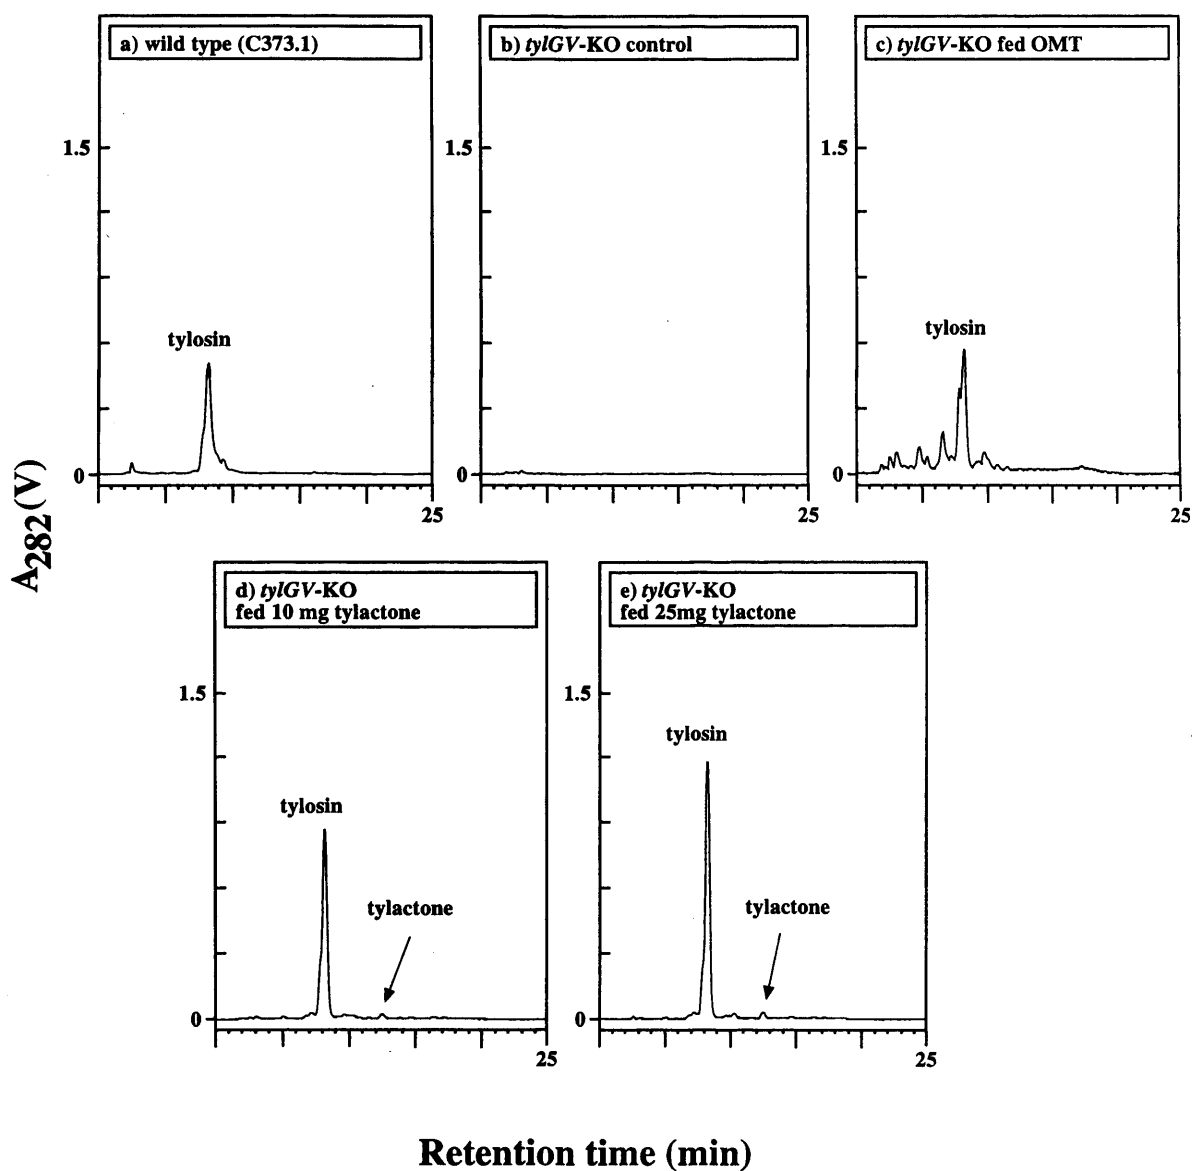 a) wild type (C373.1)
b) tylGV-KO control
c) tylGV-KO fed OMT
1.5
1.5
1.5
tylosin
tylosin
0
0
0
25
25
25
A282(V)
d) tylGV-KO
fed 10 mg tylactone
e) tylGV-KO
fed 25mg tylactone
1.5
1.5
tylosin
tylosin
tylactone
tylactone
0
0
25
25
Retention time (min)